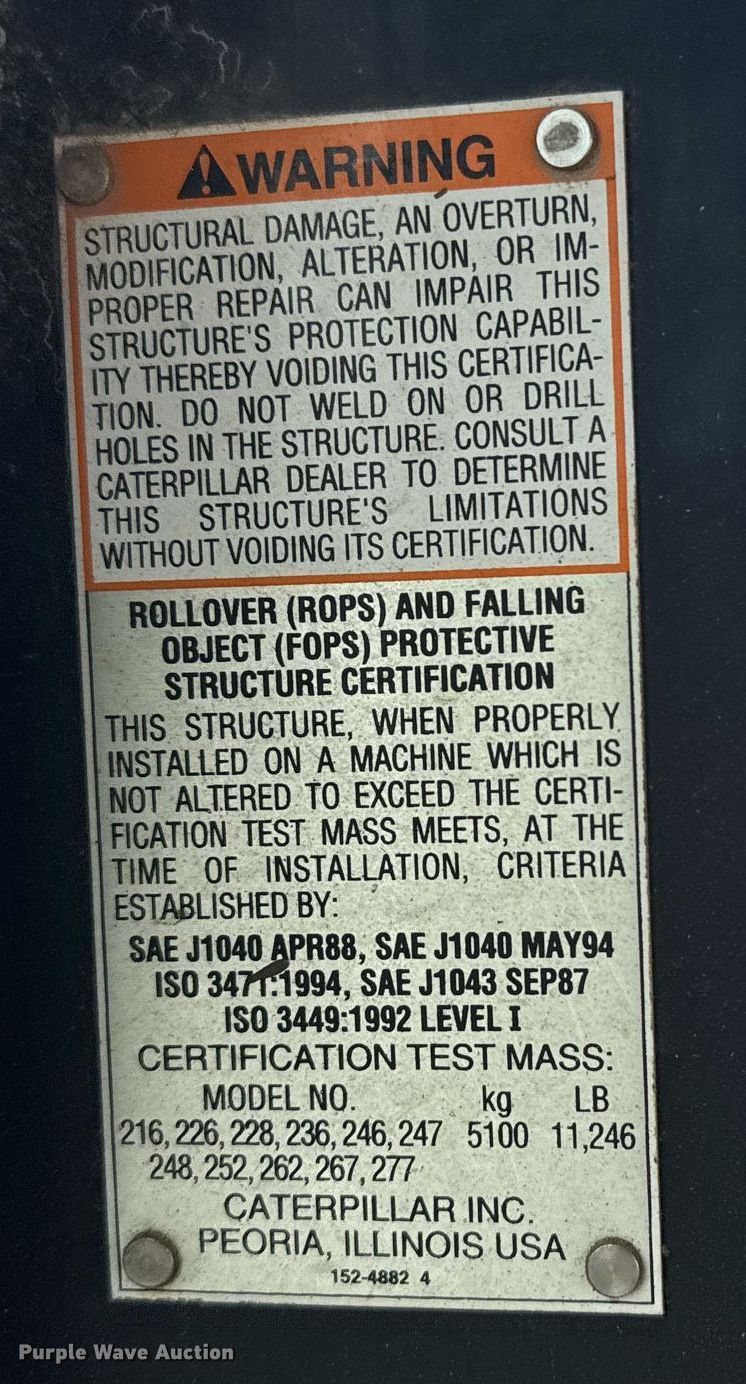 WARNING
STRUCTURAL DAMAGE, AN OVERTURN,
MODIFICATION, ALTERATION, OR IM-
PROPER REPAIR CAN IMPAIR THIS
STRUCTURE'S PROTECTION CAPABIL-
ITY THEREBY VOIDING THIS CERTIFICA-
TION. DO NOT WELD ON OR DRILL
HOLES IN THE STRUCTURE. CONSULT A
CATERPILLAR DEALER TO DETERMINE
THIS STRUCTURE'S LIMITATIONS
WITHOUT VOIDING ITS CERTIFICATION.
ROLLOVER (ROPS) AND FALLING
OBJECT (FOPS) PROTECTIVE
STRUCTURE CERTIFICATION
THIS STRUCTURE, WHEN PROPERLY
INSTALLED ON A MACHINE WHICH IS
NOT ALTERED TO EXCEED THE CERTI-
FICATION TEST MASS MEETS, AT THE
TIME OF INSTALLATION, CRITERIA
ESTABLISHED BY:
SAE J1040 APR88, SAE J1040 MAY94
ISO 3471:1994, SAE J1043 SEP87
ISO 3449:1992 LEVEL I
CERTIFICATION TEST MASS:
MODEL NO. kg LB
216, 226, 228, 236, 246, 247 5100 11,246
248, 252, 262, 267, 277
CATERPILLAR INC.
PEORIA, ILLINOIS USA
152-4882 4
Purple Wave Auction